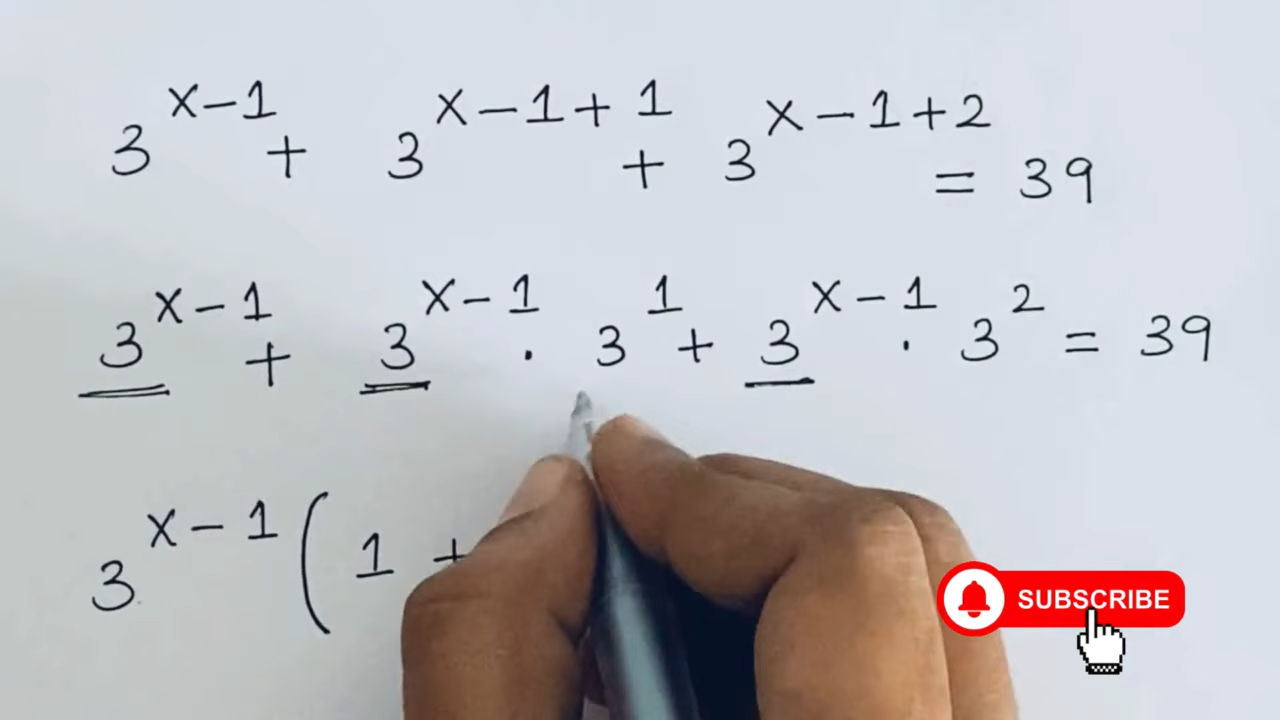 3^{x-1} + 3^{x-1+1} + 3^{x-1+2} = 39
3^{x-1} + 3^{x-1} · 3^1 + 3^{x-1} · 3^2 = 39
3^{x-1} ( 1 +
SUBSCRIBE